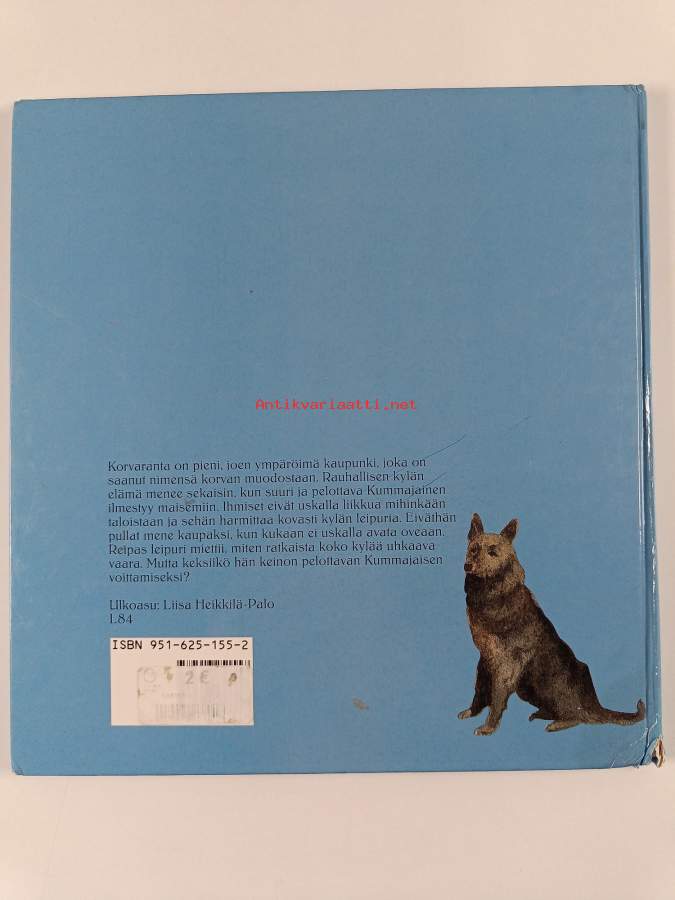 Antikvariaatti.net
Korvaranta on pieni, joen ympäröimä kaupunki, joka on
saanut nimensä korvan muodostaan. Rauhallisen kylän
elämä menee sekaisin, kun suuri ja pelottava Kummajainen
ilmestyy maisemiin. Ihmiset eivät uskalla liikkua mihinkään
taloistaan ja sehän harmittaa kovasti kylän leipuria. Eiväthän
pullat mene kaupaksi, kun kukaan ei uskalla avata oveaan.
Reipas leipuri miettii, miten ratkaista koko kylää uhkaava
vaara. Mutta keksiikö hän keinon pelottavan Kummajaisen
voittamiseksi?
Ulkoasu: Liisa Heikkilä-Palo
L84
ISBN 951-625-155-2
2 €